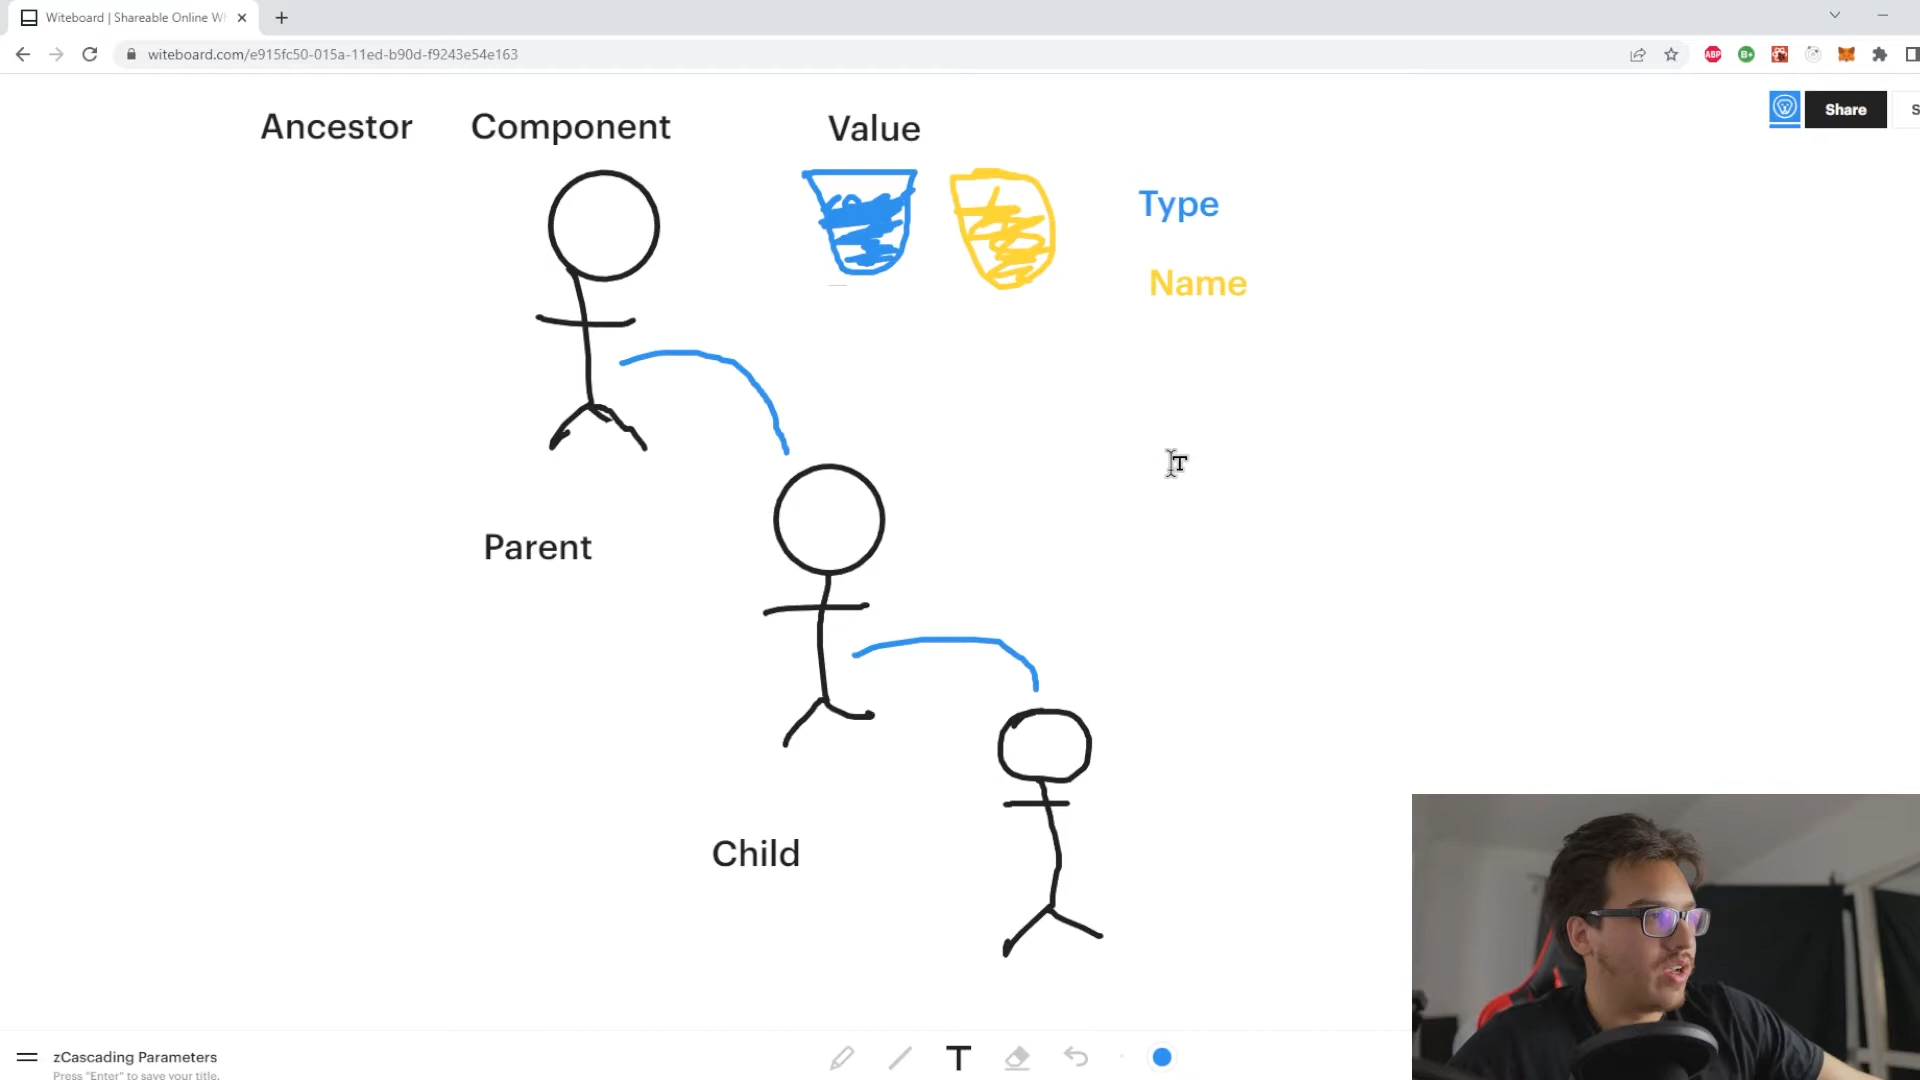 Witeboard | Shareable Online W
witeboard.com/e915fc50-015a-11ed-b90d-f9243e54e163
ABP
B+
Share
S
Ancestor
Component
Value
Type
Name
Parent
Child
T
T
zCascading Parameters
Press "Enter" to save your title.